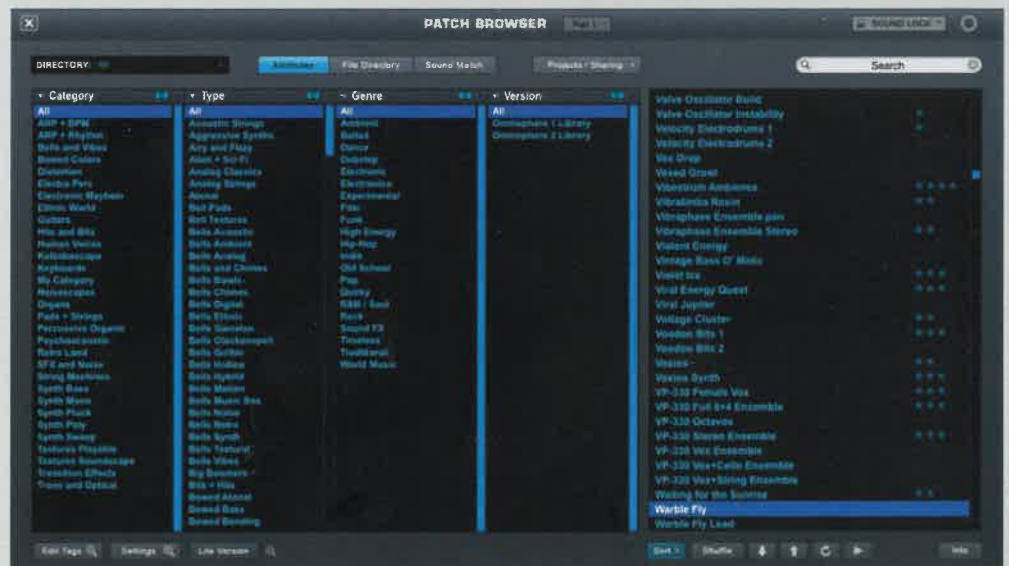 PATCH BROWSER
SOUND LOCK
DIRECTORY
Attributes
File Directory
Sound Match
Projects / Sharing
Search
Category
All
ARP + BPM
ARP + Rhythm
Bells and Vibes
Bowed Colors
Distortion
Electro Perc
Electronic Mayhem
Ethnic World
Guitars
Hits and Bits
Human Voices
Kaleidoscope
Keyboards
My Category
Noisescapes
Organs
Pads + Strings
Percussive Organic
Psychoacoustic
Retro Land
SFX and Noise
String Machines
Synth Bass
Synth Mono
Synth Pluck
Synth Poly
Synth Sweep
Textures Playable
Textures Soundscape
Transition Effects
Trons and Optical
Type
All
Acoustic Strings
Aggressive Synths
Airy and Fizzy
Alien + Sci-Fi
Analog Classics
Analog Strings
Atonal
Bell Pads
Bell Textures
Bells Acoustic
Bells Ambient
Bells Analog
Bells and Chimes
Bells Bowls
Bells Chimes
Bells Digital
Bells Ethnic
Bells Gamelan
Bells Glockenspell
Bells Gothic
Bells Hollow
Bells Hybrid
Bells Motion
Bells Music Box
Bells Noise
Bells Retro
Bells Synth
Bells Textural
Bells Vibes
Big Boomers
Bits + Hits
Bowed Atonal
Bowed Bass
Bowed Bending
Genre
All
Ambient
Ballad
Dance
Dubstep
Electronic
Electronica
Experimental
Film
Funk
High Energy
Hip-Hop
Indie
Old School
Pop
Quirky
R&B / Soul
Rock
Sound FX
Timeless
Traditional
World Music
Version
All
Omnisphere 1 Library
Omnisphere 2 Library
Valve Oscillator Build
Valve Oscillator Instability
Velocity Electrodrums 1
Velocity Electrodrums 2
Vex Drop
Vexed Growl
Vibestrum Ambience
Vibralimba Rosin
Vibraphone Ensemble pan
Vibraphone Ensemble Stereo
Violent Energy
Vintage Bass O' Matic
Violet Ice
Viral Energy Quest
Viral Jupiter
Voltage Cluster
Voodoo Bits 1
Voodoo Bits 2
Voxies
Voxies Synth
VP-330 Female Vox
VP-330 Full 8+4 Ensemble
VP-330 Octaves
VP-330 Stereo Ensemble
VP-330 Vox Ensemble
VP-330 Vox+Cello Ensemble
VP-330 Vox+String Ensemble
Waiting for the Sunrise
Warble Fly
Warble Fly Lead
Edit Tags
Settings
Lite Version
Sort
Shuffle
Info